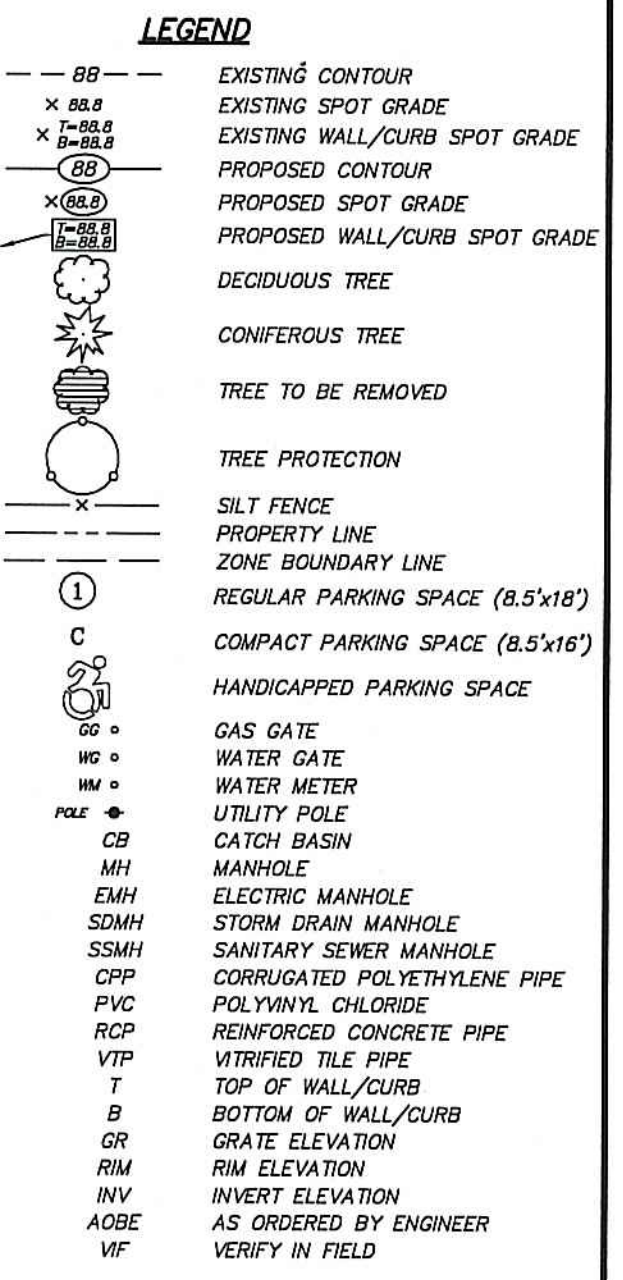 LEGEND
88 EXISTING CONTOUR
× 88.8 EXISTING SPOT GRADE
× T=88.8 B=88.8 EXISTING WALL/CURB SPOT GRADE
88 PROPOSED CONTOUR
×88.8 PROPOSED SPOT GRADE
T=88.8 B=88.8 PROPOSED WALL/CURB SPOT GRADE
DECIDUOUS TREE
CONIFEROUS TREE
TREE TO BE REMOVED
TREE PROTECTION
× SILT FENCE
PROPERTY LINE
ZONE BOUNDARY LINE
1 REGULAR PARKING SPACE (8.5'x18')
C COMPACT PARKING SPACE (8.5'x16')
HANDICAPPED PARKING SPACE
GG GAS GATE
WG WATER GATE
WM WATER METER
POLE UTILITY POLE
CB CATCH BASIN
MH MANHOLE
EMH ELECTRIC MANHOLE
SDMH STORM DRAIN MANHOLE
SSMH SANITARY SEWER MANHOLE
CPP CORRUGATED POLYETHYLENE PIPE
PVC POLYVINYL CHLORIDE
RCP REINFORCED CONCRETE PIPE
VTP VITRIFIED TILE PIPE
T TOP OF WALL/CURB
B BOTTOM OF WALL/CURB
GR GRATE ELEVATION
RIM RIM ELEVATION
INV INVERT ELEVATION
AOBE AS ORDERED BY ENGINEER
VIF VERIFY IN FIELD